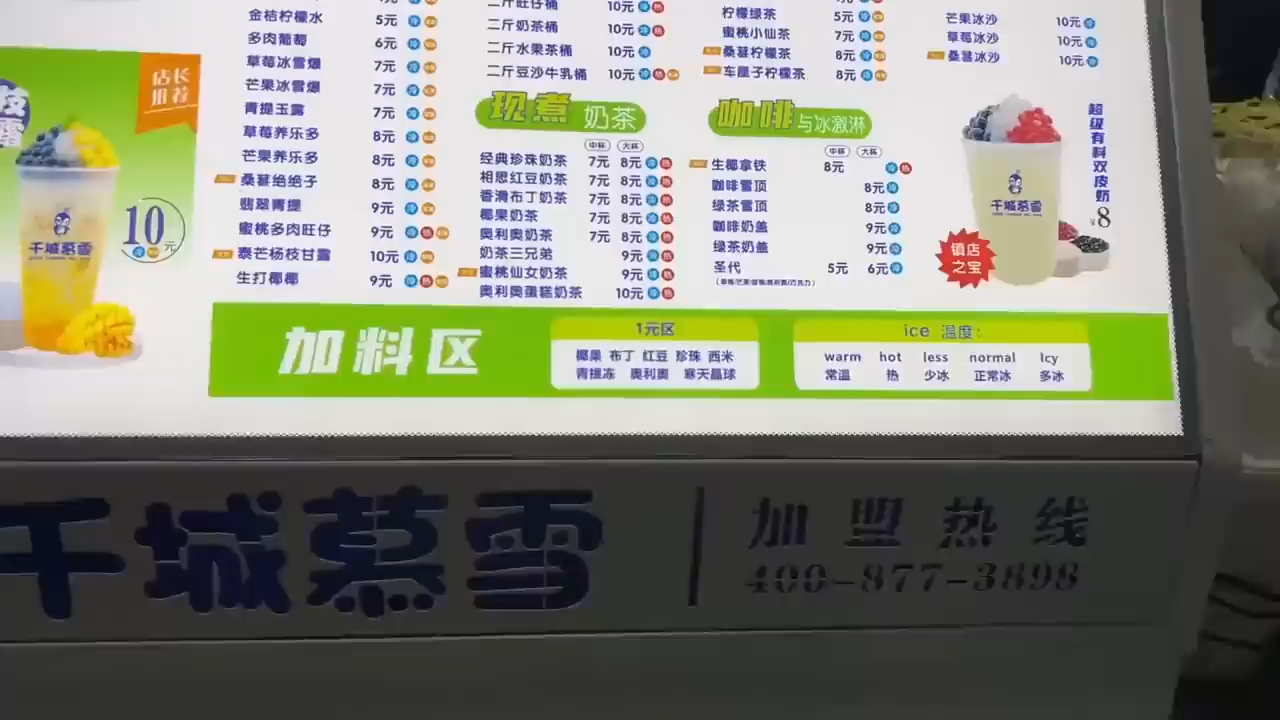 金桔柠檬水 5元
多肉葡萄 6元
草莓冰雪爆 7元
芒果冰雪爆 7元
青提玉露 7元
草莓养乐多 8元
芒果养乐多 8元
桑葚绝绝子 8元
翡翠青提 9元
蜜桃多肉旺仔 9元
泰芒杨枝甘露 10元
生打椰椰 9元
店长
推荐
10元
千城慕雪
二斤旺仔桶 10元
二斤奶茶桶 10元
二斤水果茶桶 10元
二斤豆沙牛乳桶 10元
现煮 奶茶
中杯 大杯
经典珍珠奶茶 7元 8元
相思红豆奶茶 7元 8元
香滑布丁奶茶 7元 8元
椰果奶茶 7元 8元
奥利奥奶茶 7元 8元
奶茶三兄弟 9元
蜜桃仙女奶茶 9元
奥利奥蛋糕奶茶 10元
柠檬绿茶 5元
蜜桃小仙茶 7元
桑葚柠檬茶 8元
车厘子柠檬茶 8元
咖啡与冰激淋
中杯 大杯
生椰拿铁 8元
咖啡雪顶 8元
绿茶雪顶 8元
咖啡奶盖 9元
绿茶奶盖 9元
圣代 5元 6元
芒果冰沙 10元
草莓冰沙 10元
桑葚冰沙 10元
超级有料双皮奶
¥8
千城慕雪
镇店
之宝
加料区
1元区
椰果 布丁 红豆 珍珠 西米
青提冻 奥利奥 寒天晶球
ice 温度:
warm hot less normal lcy
常温 热 少冰 正常冰 多冰
千城慕雪
加盟热线
400-877-3898